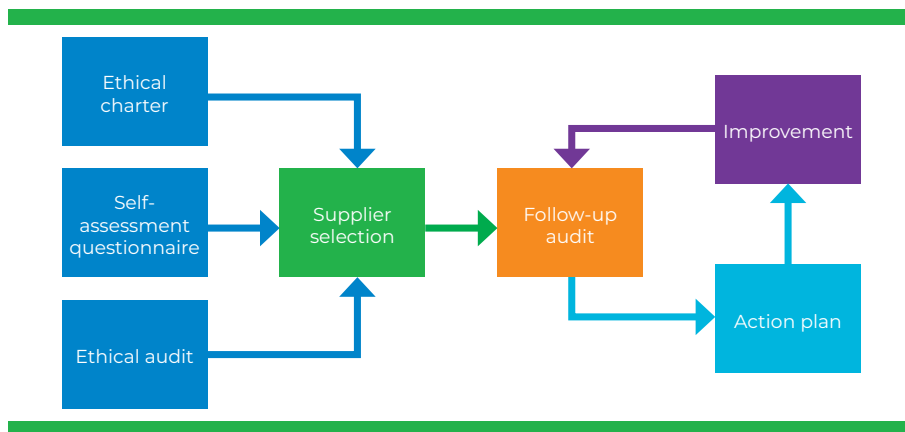 Ethical
charter
Self-
assessment
questionnaire
Ethical audit
Supplier
selection
Follow-up
audit
Improvement
Action plan